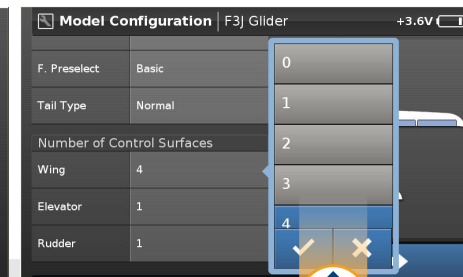 Model Configuration F3J Glider +3.6V
F. Preselect Basic
Tail Type Normal
Number of Control Surfaces
Wing 4
Elevator 1
Rudder 1
0
1
2
3
4